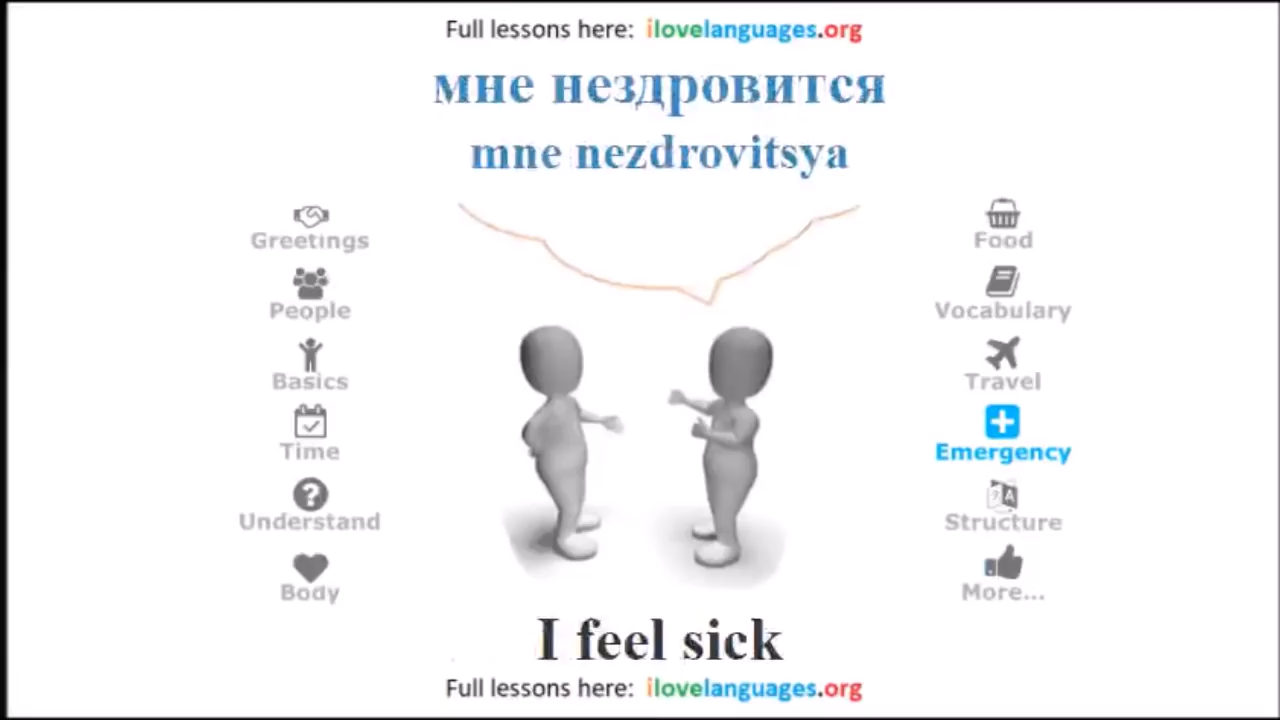 Full lessons here: ilovelanguages.org
мне нездровится
mne nezdrovitsya
Greetings
Food
People
Vocabulary
Basics
Travel
Time
Emergency
Understand
Structure
Body
More...
I feel sick
Full lessons here: ilovelanguages.org